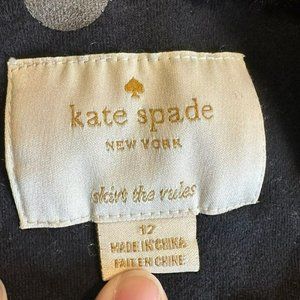 kate spade
NEW YORK
skirt the rules
12
MADE IN CHINA
FAIT EN CHINE